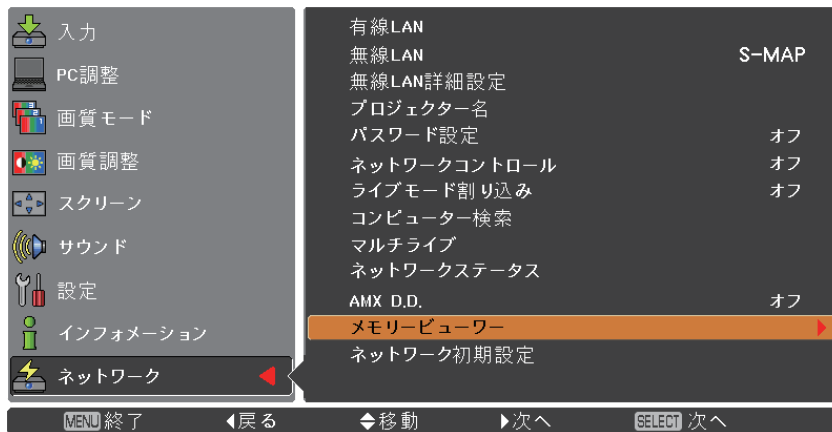 入力
PC調整
画質モード
画質調整
スクリーン
サウンド
設定
インフォメーション
ネットワーク
有線LAN
無線LAN S-MAP
無線LAN詳細設定
プロジェクター名
パスワード設定 オフ
ネットワークコントロール オフ
ライブモード割り込み オフ
コンピューター検索
マルチライブ
ネットワークステータス
AMX D.D. オフ
メモリービューワー
ネットワーク初期設定
MENU 終了 戻る 移動 次へ SELECT 次へ